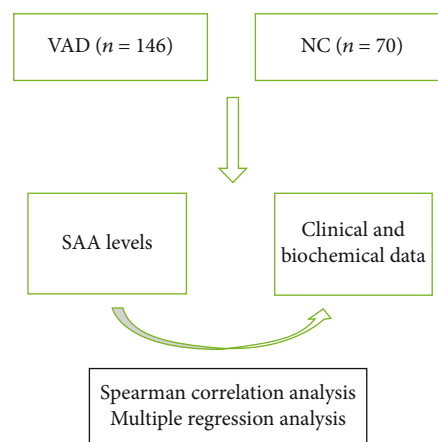 VAD (n = 146)
NC (n = 70)
SAA levels
Clinical and
biochemical data
Spearman correlation analysis
Multiple regression analysis